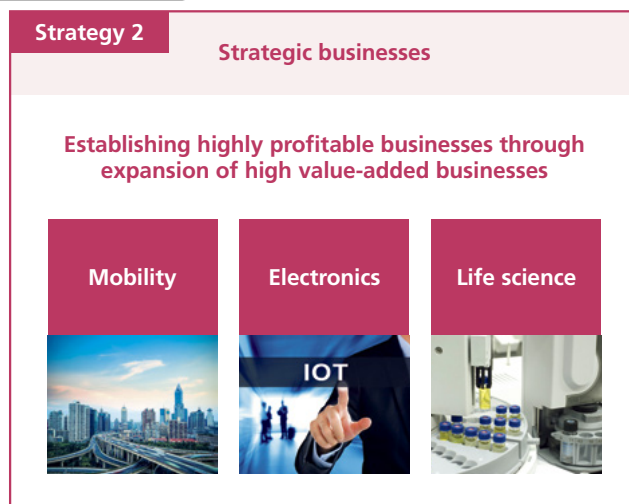 Strategy 2
Strategic businesses
Establishing highly profitable businesses through
expansion of high value-added businesses
Mobility
Electronics
Life science
IOT